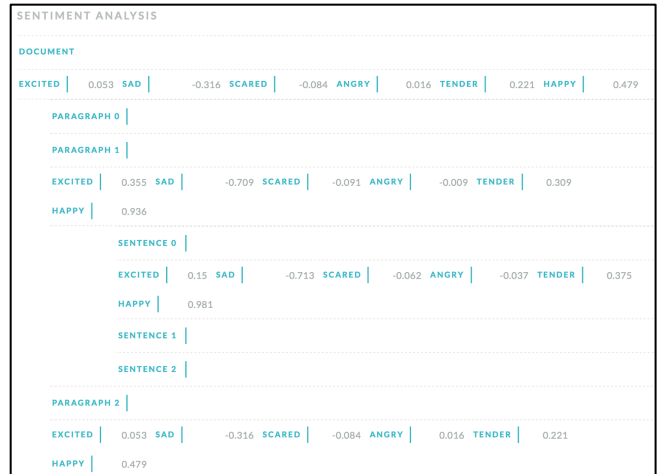 SENTIMENT ANALYSIS
DOCUMENT
EXCITED 0.053 SAD -0.316 SCARED -0.084 ANGRY 0.016 TENDER 0.221 HAPPY 0.479
PARAGRAPH 0
PARAGRAPH 1
EXCITED 0.355 SAD -0.709 SCARED -0.091 ANGRY -0.009 TENDER 0.309
HAPPY 0.936
SENTENCE 0
EXCITED 0.15 SAD -0.713 SCARED -0.062 ANGRY -0.037 TENDER 0.375
HAPPY 0.981
SENTENCE 1
SENTENCE 2
PARAGRAPH 2
EXCITED 0.053 SAD -0.316 SCARED -0.084 ANGRY 0.016 TENDER 0.221
HAPPY 0.479